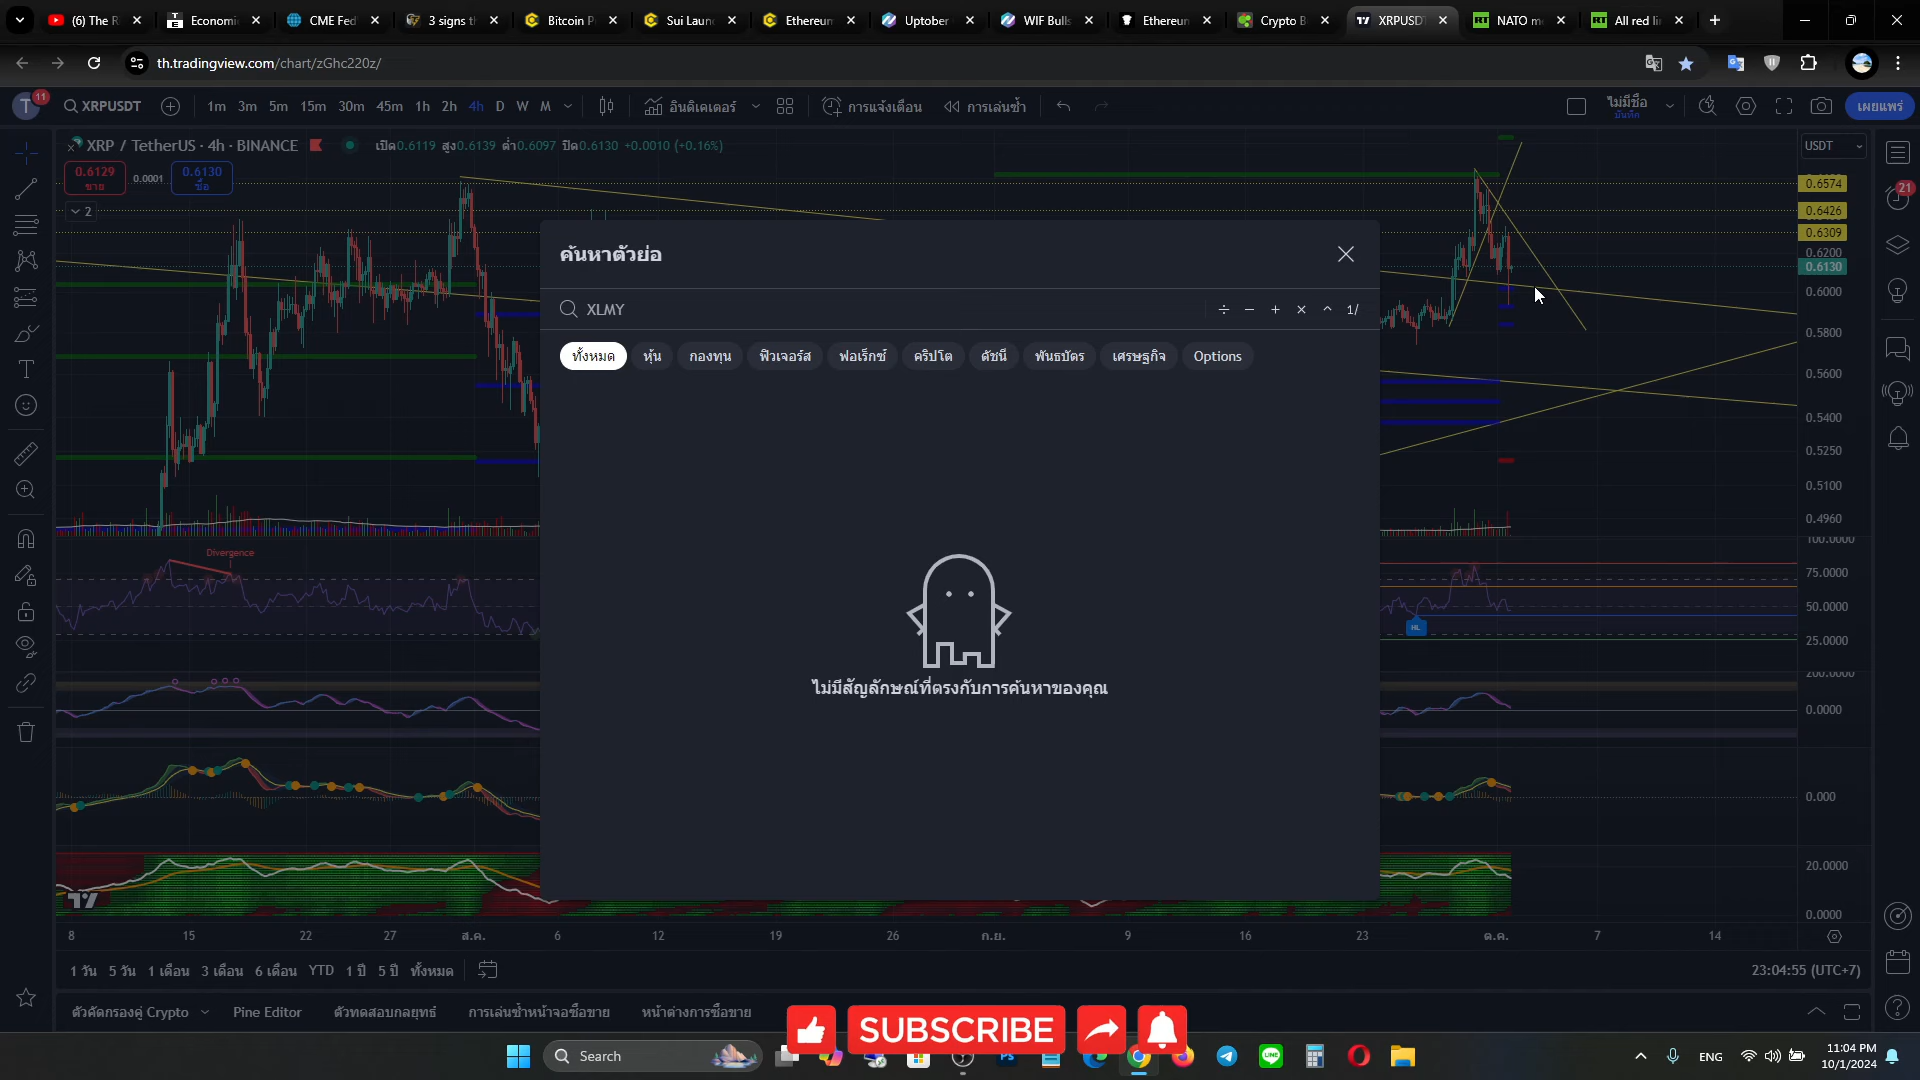 (6) The R
Economi
CME Fed
3 signs t
Bitcoin P
Sui Laun
Ethereum
Uptober
WIF Bulls
Ethereum
Crypto B
XRPUSDT
NATO m
All red li
th.tradingview.com/chart/zGhc220z/
T 11
XRPUSDT
1m 3m 5m 15m 30m 45m 1h 2h 4h D W M
อินดิเคเตอร์
การแจ้งเตือน
การเล่นซ้ำ
ไม่มีชื่อ
บันทึก
เผยแพร่
XRP / TetherUS · 4h · BINANCE
เปิด0.6119 สูง0.6139 ต่ำ0.6097 ปิด0.6130 +0.0010 (+0.16%)
USDT
0.6129
ขาย
0.0001
0.6130
ซื้อ
2
0.6574
0.6426
0.6309
0.6200
0.6130
0.6000
0.5800
0.5600
0.5400
0.5250
0.5100
0.4960
100.0000
75.0000
50.0000
25.0000
200.0000
0.0000
0.000
20.0000
0.0000
21
ค้นหาตัวย่อ
XLMY
1/
ทั้งหมด หุ้น กองทุน ฟิวเจอร์ส ฟอเร็กซ์ คริปโต ดัชนี พันธบัตร เศรษฐกิจ Options
ไม่มีสัญลักษณ์ที่ตรงกับการค้นหาของคุณ
Divergence
HL
8 15 22 27 ส.ค. 6 12 19 26 ก.ย. 9 16 23 ต.ค. 7 14
1 วัน 5 วัน 1 เดือน 3 เดือน 6 เดือน YTD 1 ปี 5 ปี ทั้งหมด
23:04:55 (UTC+7)
ตัวคัดกรองคู่ Crypto
Pine Editor
ตัวทดสอบกลยุทธ์
การเล่นซ้ำหน้าจอซื้อขาย
หน้าต่างการซื้อขาย
SUBSCRIBE
Search
ENG
11:04 PM
10/1/2024